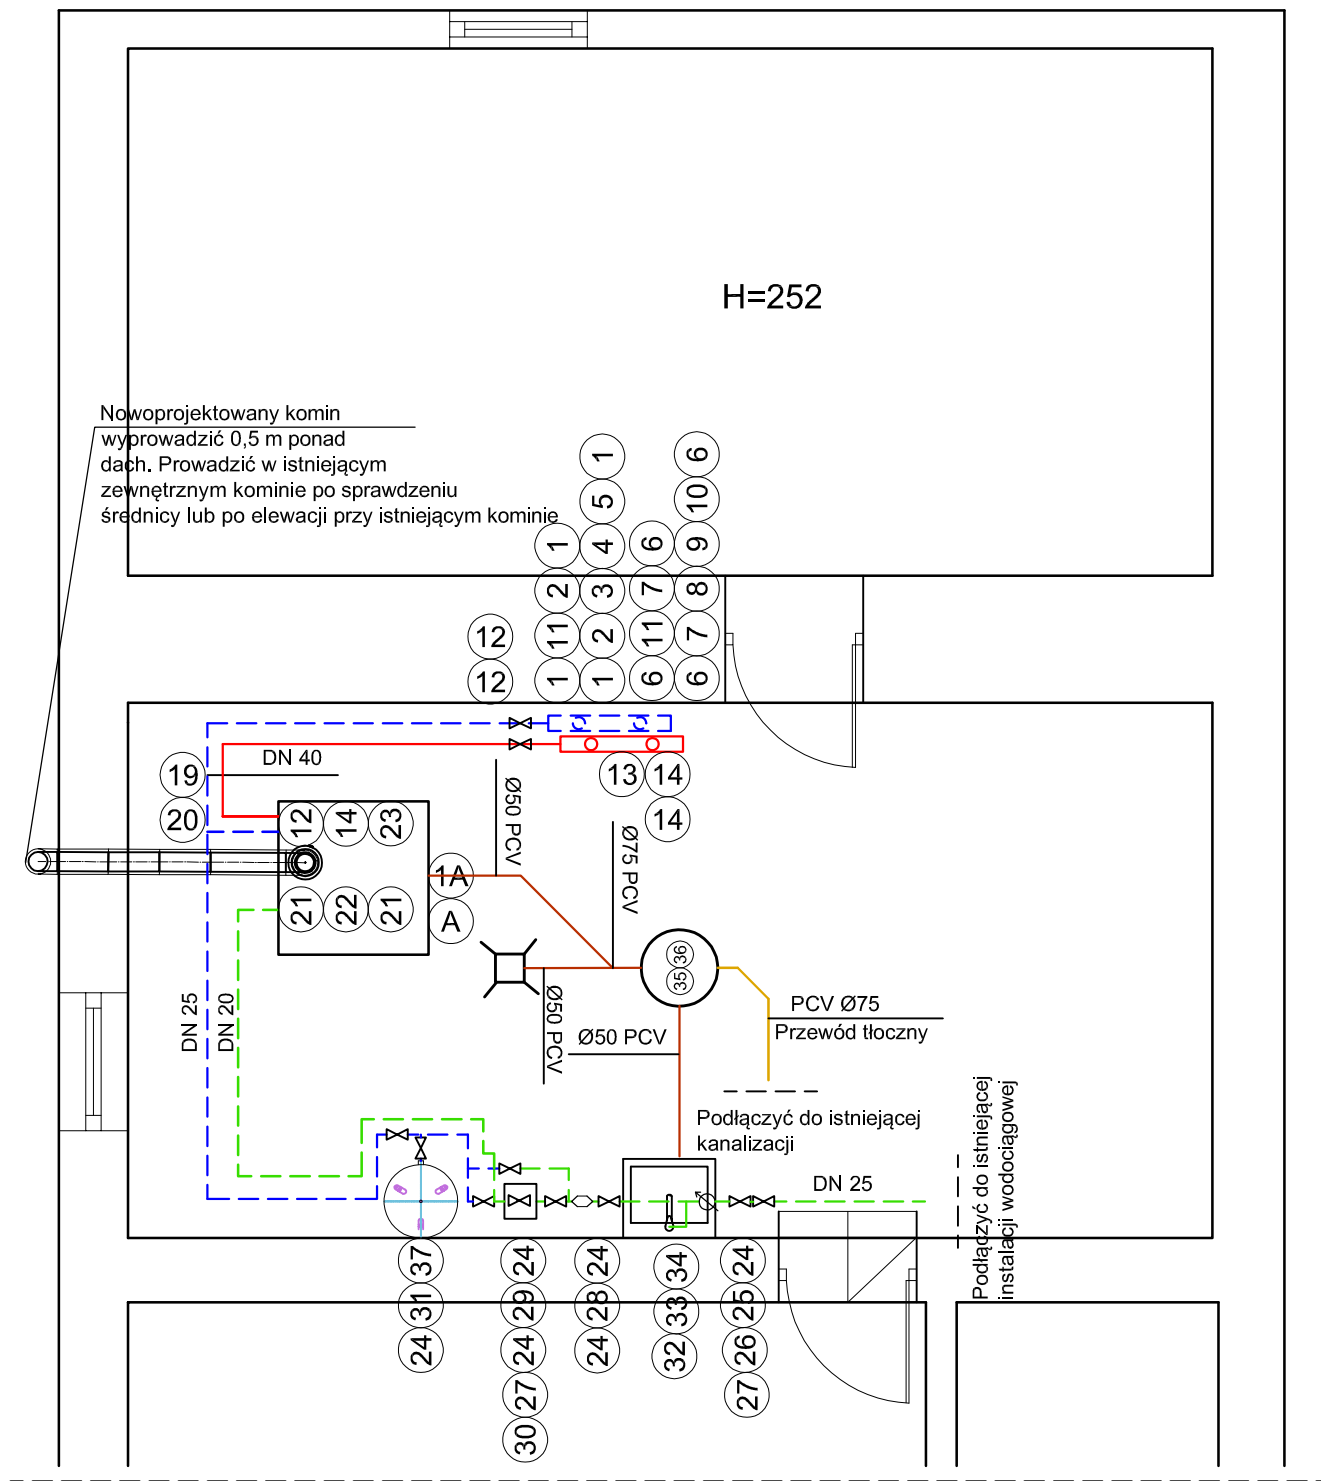 H=252
Nowoprojektowany komin
wyprowadzić 0,5 m ponad
dach. Prowadzić w istniejącym
zewnętrznym kominie po sprawdzeniu
średnicy lub po elewacji przy istniejącym kominie
12
12
1
2
11
1
1
5
4
3
2
1
6
7
11
6
6
10
9
8
7
6
DN 40
19
20
13
14
14
12
14
23
21
22
21
1A
A
Ø50 PCV
Ø75 PCV
Ø50 PCV
Ø50 PCV
36
35
PCV Ø75
Przewód tłoczny
DN 25
DN 20
Podłączyć do istniejącej
kanalizacji
DN 25
Podłączyć do istniejącej
instalacji wodociągowej
37
31
24
24
29
24
27
30
24
28
24
34
33
32
24
25
26
27